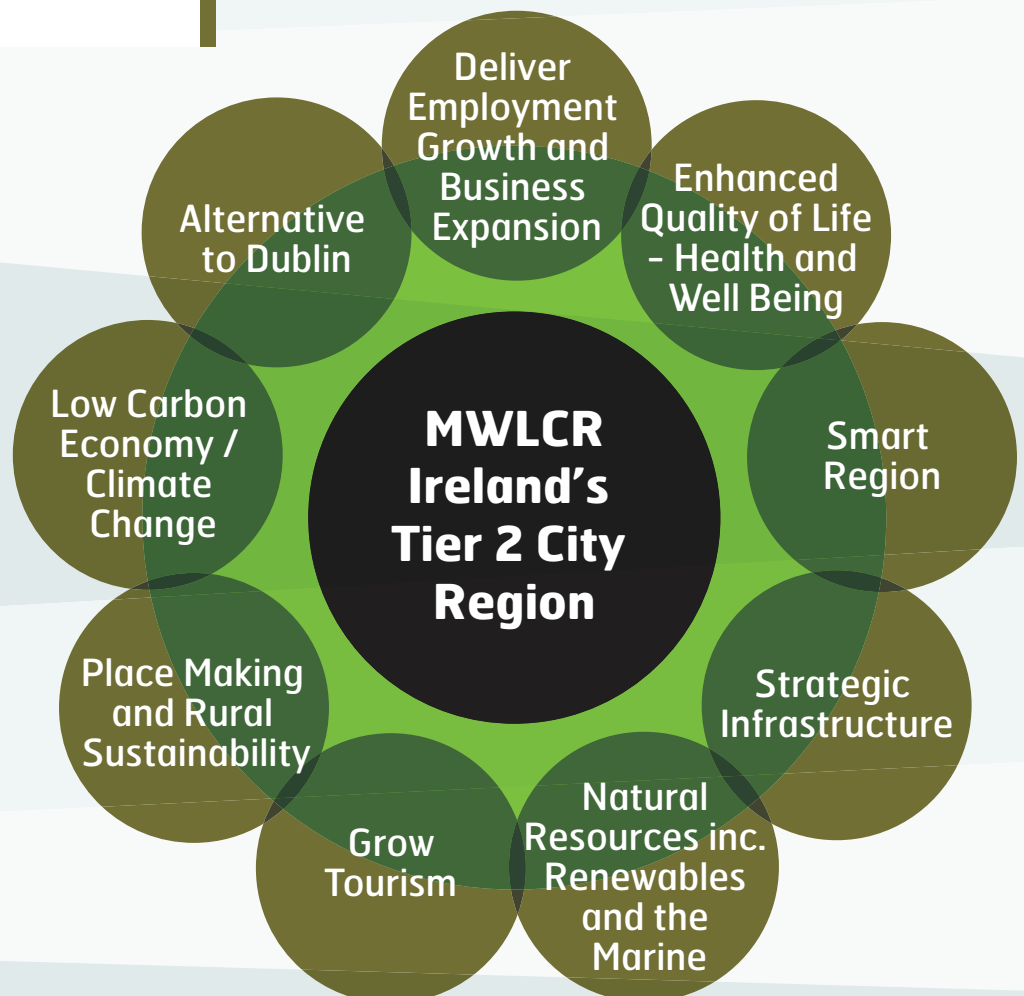 Deliver
Employment
Growth and
Business
Expansion
Enhanced
Quality of Life
– Health and
Well Being
Smart
Region
Strategic
Infrastructure
Natural
Resources inc.
Renewables
and the
Marine
Grow
Tourism
Place Making
and Rural
Sustainability
Low Carbon
Economy /
Climate
Change
Alternative
to Dublin
MWLCR
Ireland’s
Tier 2 City
Region